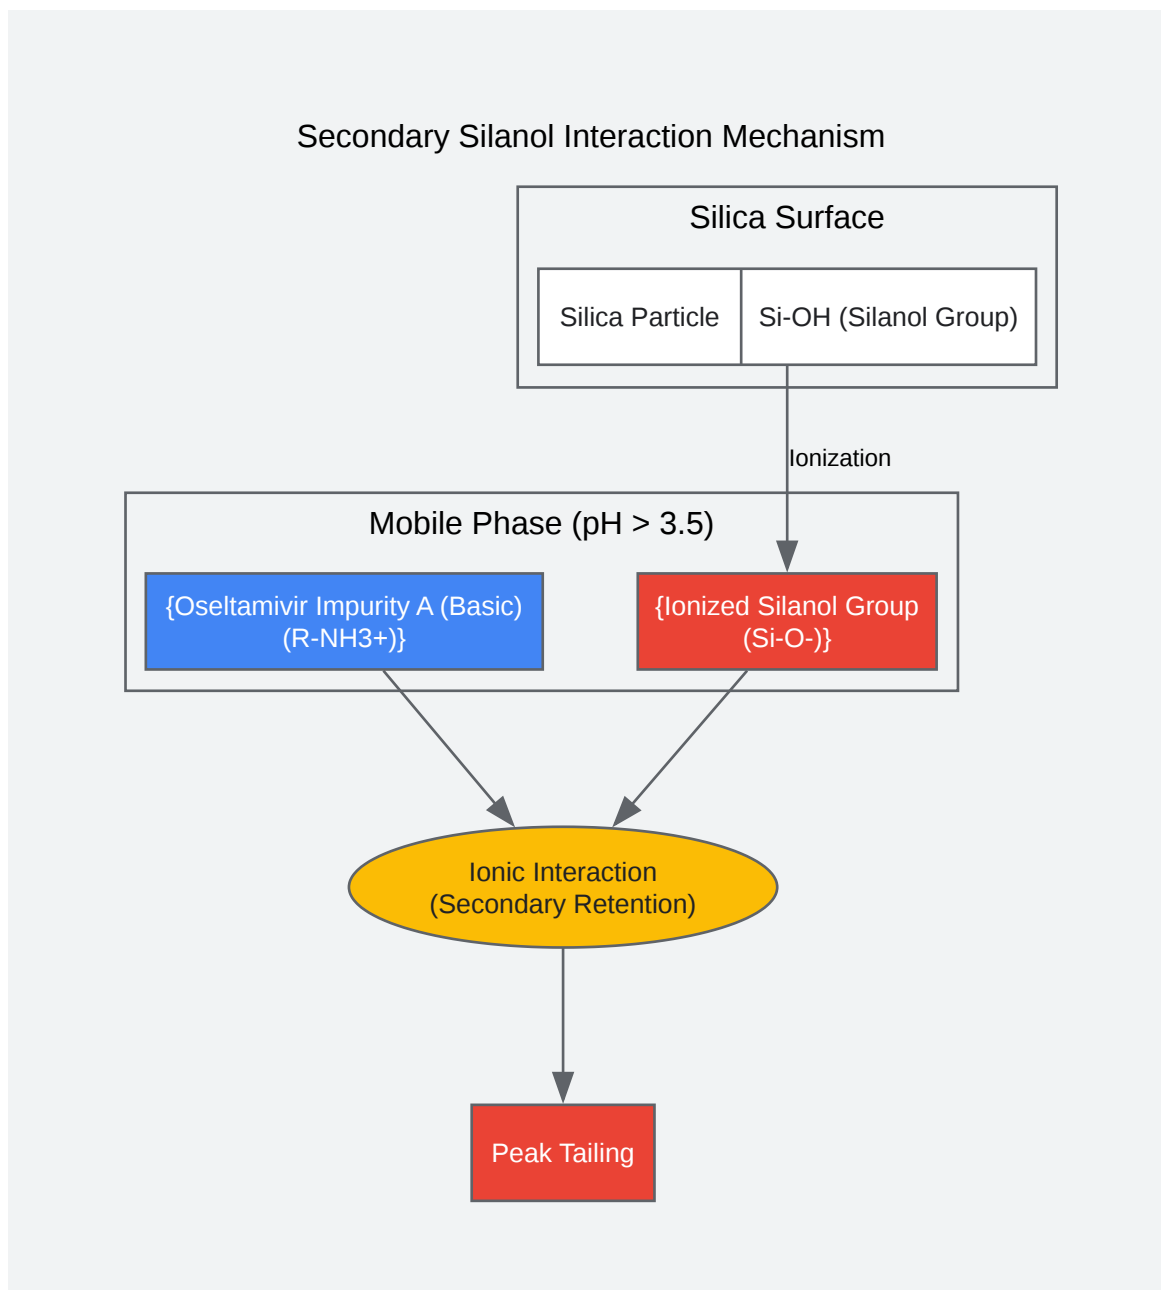 Secondary Silanol Interaction Mechanism
Silica Surface
Silica Particle
Si-OH (Silanol Group)
Ionization
Mobile Phase (pH > 3.5)
{Oseltamivir Impurity A (Basic)
(R-NH3+)}
{Ionized Silanol Group
(Si-O-)}
Ionic Interaction
(Secondary Retention)
Peak Tailing